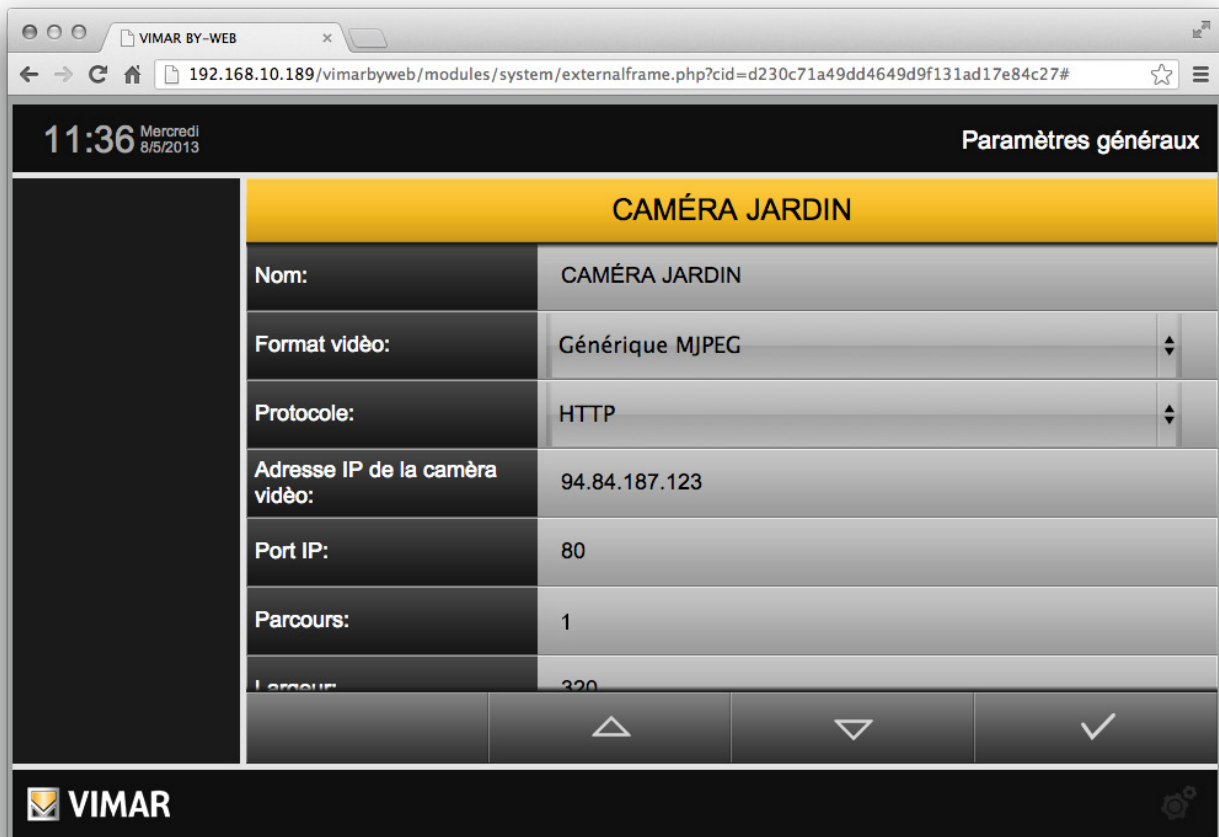 VIMAR BY-WEB
192.168.10.189/vimarbyweb/modules/system/externalframe.php?cid=d230c71a49dd4649d9f131ad17e84c27#
11:36 Mercredi
8/5/2013
Paramètres généraux
CAMÉRA JARDIN
Nom: CAMÉRA JARDIN
Format vidèo: Générique MJPEG
Protocole: HTTP
Adresse IP de la camèra
vidèo: 94.84.187.123
Port IP: 80
Parcours: 1
Largeur: 320
VIMAR